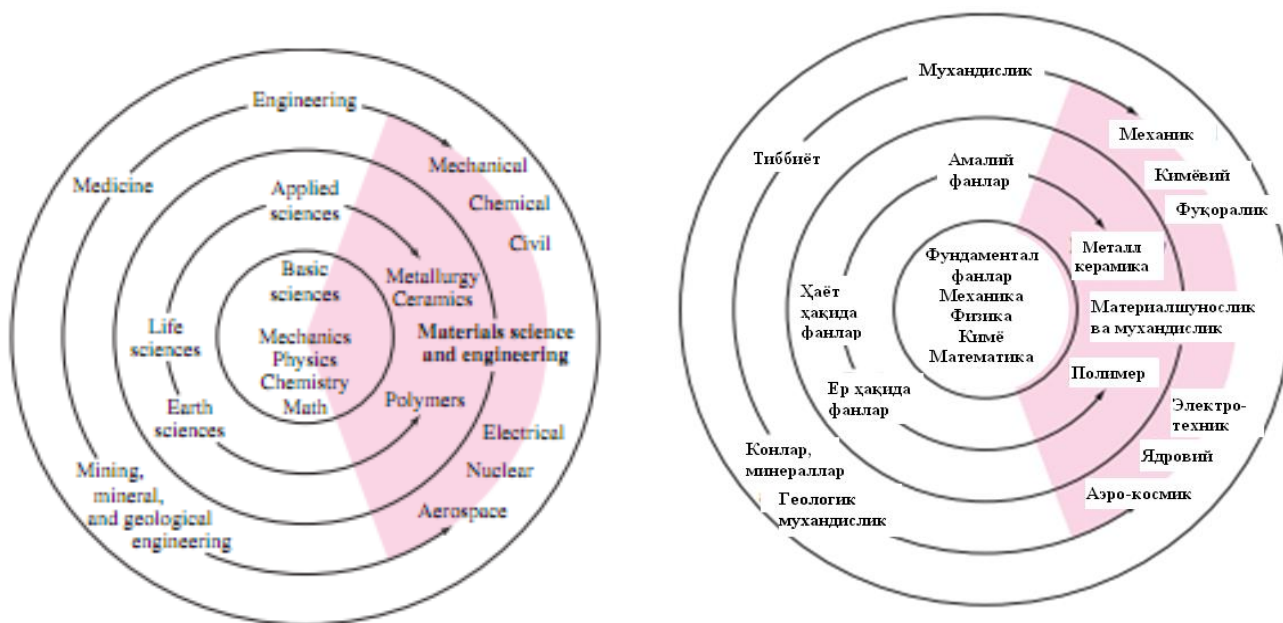 Engineering
Medicine
Applied
sciences
Mechanical
Chemical
Civil
Basic
sciences
Metallurgy
Ceramics
Life
sciences
Mechanics
Physics
Chemistry
Math
Materials science
and engineering
Earth
sciences
Polymers
Electrical
Nuclear
Aerospace
Mining,
mineral,
and geological
engineering
Мухандислик
Тиббиёт
Амалий
фанлар
Механик
Кимёвий
Фуқоралик
Фундаментал
фанлар
Механика
Физика
Кимё
Математика
Металл
керамика
Ҳаёт
ҳақида
фанлар
Материалшунослик
ва мухандислик
Ер ҳақида
фанлар
Полимер
Электро-
техник
Ядровий
Аэро-космик
Конлар,
минераллар
Геологик
мухандислик